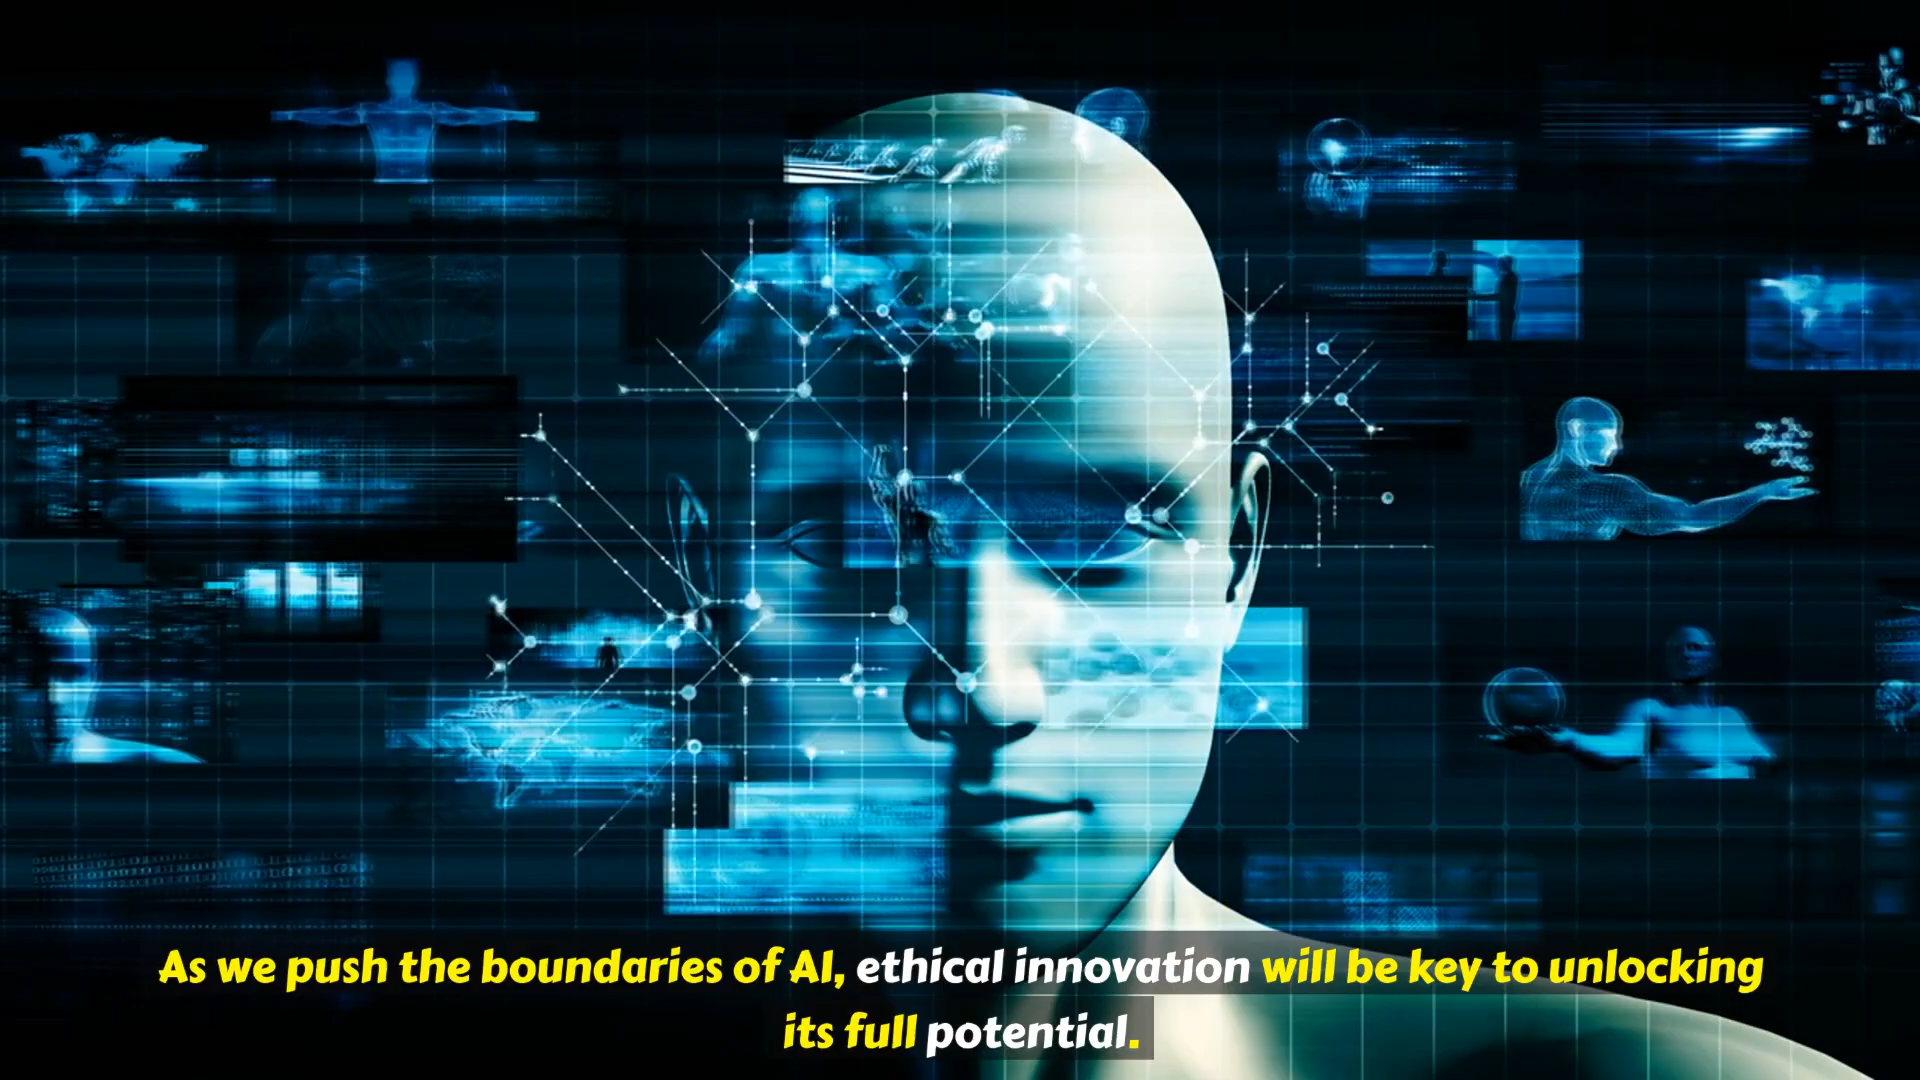 As we push the boundaries of AI, ethical innovation will be key to unlocking
its full potential.